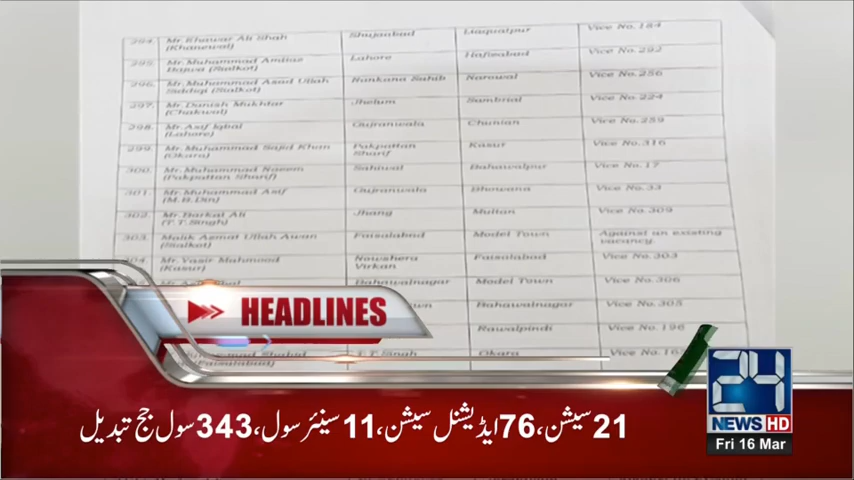 294. Mr. Khawar Ali Shah (Khanewal) Shujaabad Vice No.184
295. Mr. Muhammad Bajwa (Sialkot) Lahore Hafizabad Vice No.292
296. Mr. Muhammad Asad Ullah Siddiqi (Sialkot) Nankana Sahib Narowal Vice No.256
297. Mr. Danish Mukhtar (Chakwal) Jhelum Sambrial Vice No.224
298. Mr. Asif Iqbal (Lahore) Gujranwala Chunian Vice No.259
299. Mr. Muhammad Sajid Khan (Okara) Pakpattan Sharif Kasur Vice No.316
300. Mr. Muhammad Naeem (Pakpattan Sharif) Sahiwal Bahawalpur Vice No.17
301. Mr. Muhammad Asif (M.B.Din) Gujranwala Bhowana Vice No.33
302. Mr. Barkat Ali (T.T.Singh) Jhang Multan Vice No.309
303. Malik Azmat Ullah Awan (Sialkot) Faisalabad Model Town Against an existing vacancy.
304. Mr. Yasir Mahmood (Kasur) Nowshera Virkan Faisalabad Vice No.303
Bahawalnagar Model Town Vice No.306
Bahawalnagar Vice No.305
Rawalpindi Vice No.196
T.T.Singh Okara Vice No.
HEADLINES
21 سیشن، 76 ایڈیشنل سیشن، 11 سینئر سول، 343 سول جج تبدیل
24
NEWS HD
Fri 16 Mar